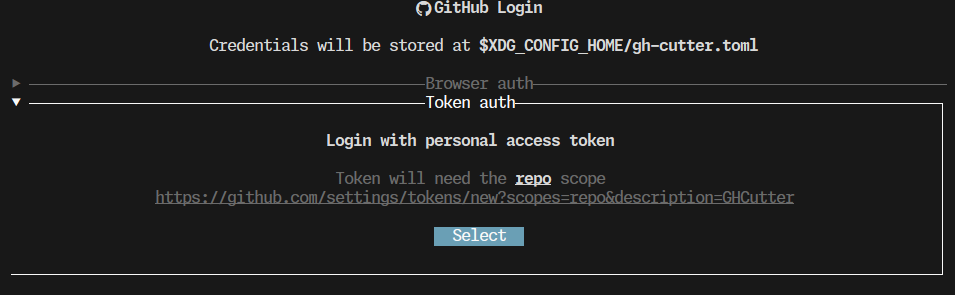 GitHub Login
Credentials will be stored at $XDG_CONFIG_HOME/gh-cutter.toml
Browser auth
Token auth
Login with personal access token
Token will need the repo scope
https://github.com/settings/tokens/new?scopes=repo&description=GHCutter
Select